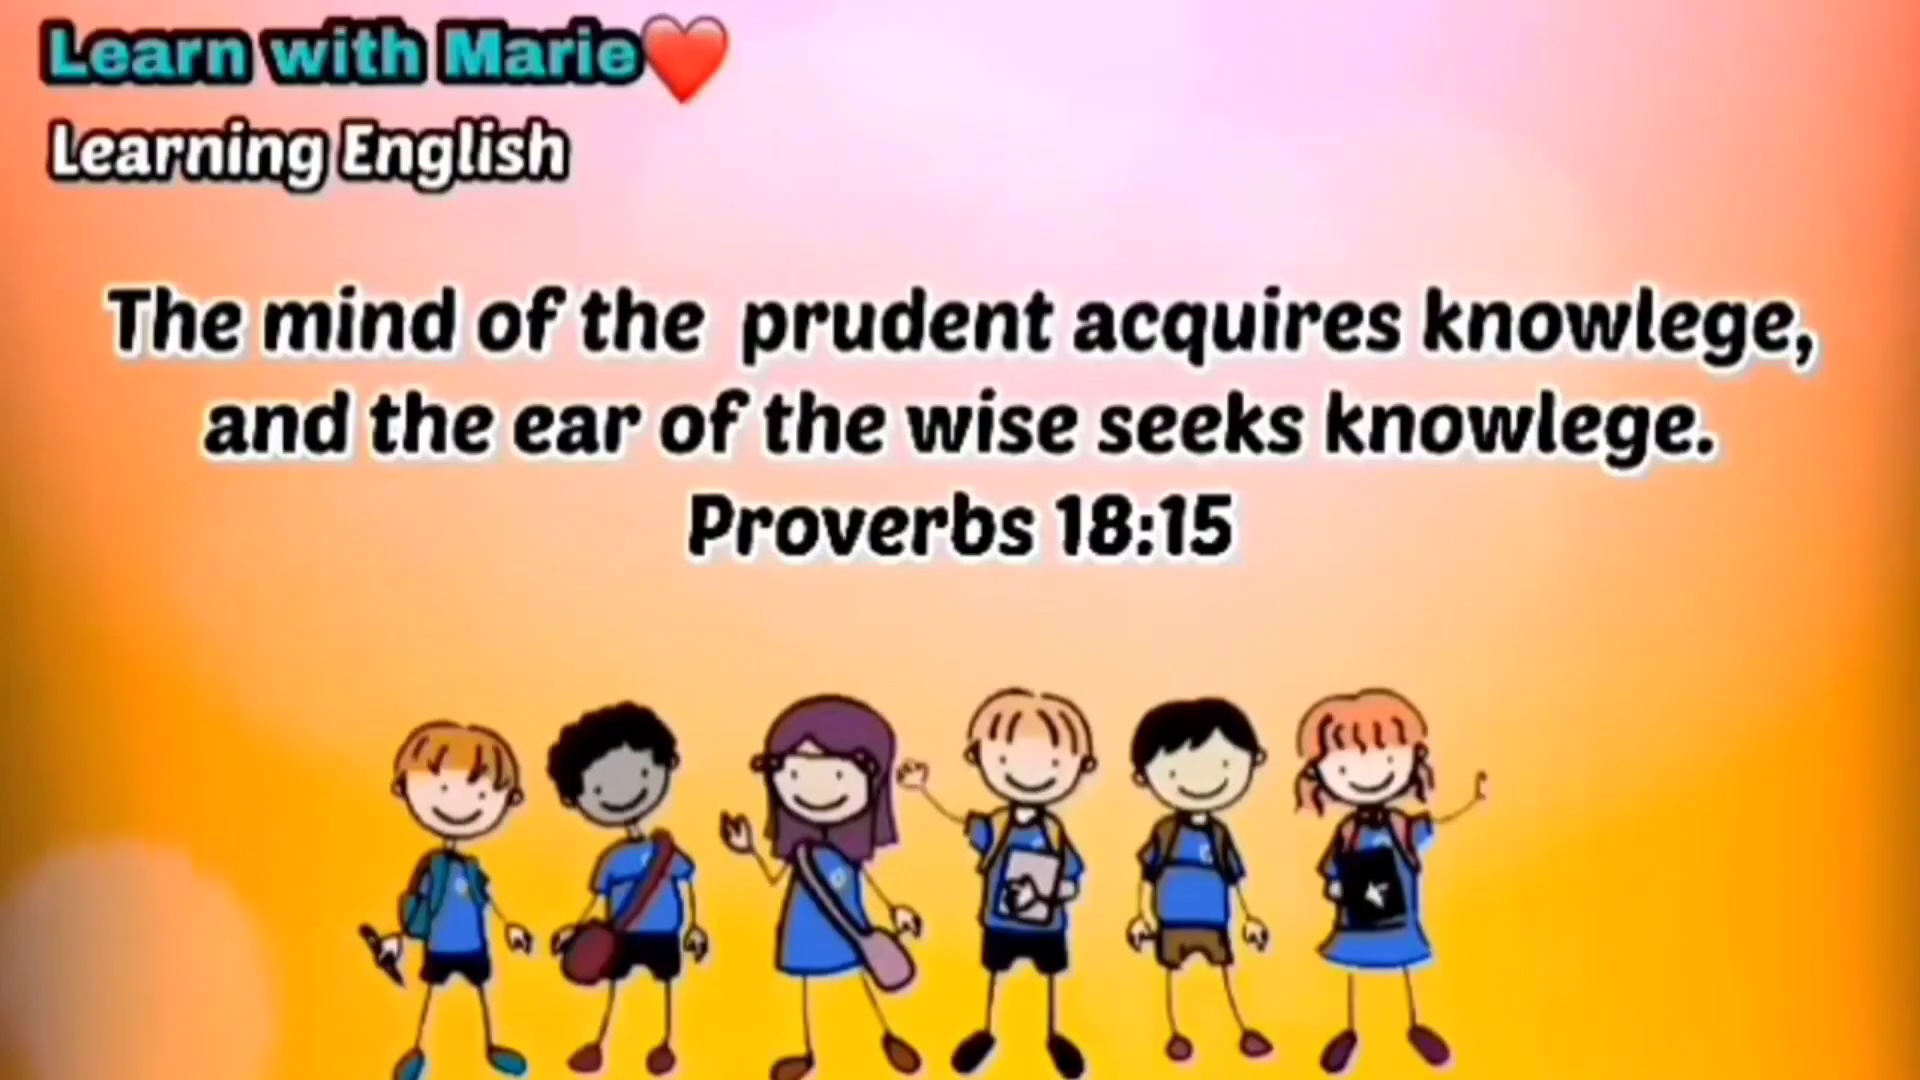 Learn with Marie
Learning English
The mind of the prudent acquires knowlege,
and the ear of the wise seeks knowlege.
Proverbs 18:15